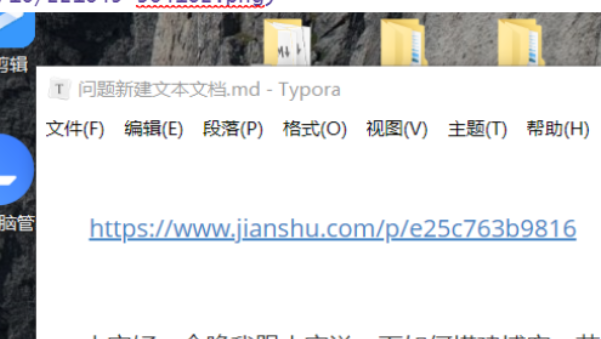 剪辑
M↓
T 问题新建文本文档.md - Typora
文件(F) 编辑(E) 段落(P) 格式(O) 视图(V) 主题(T) 帮助(H)
脑管
https://www.jianshu.com/p/e25c763b9816